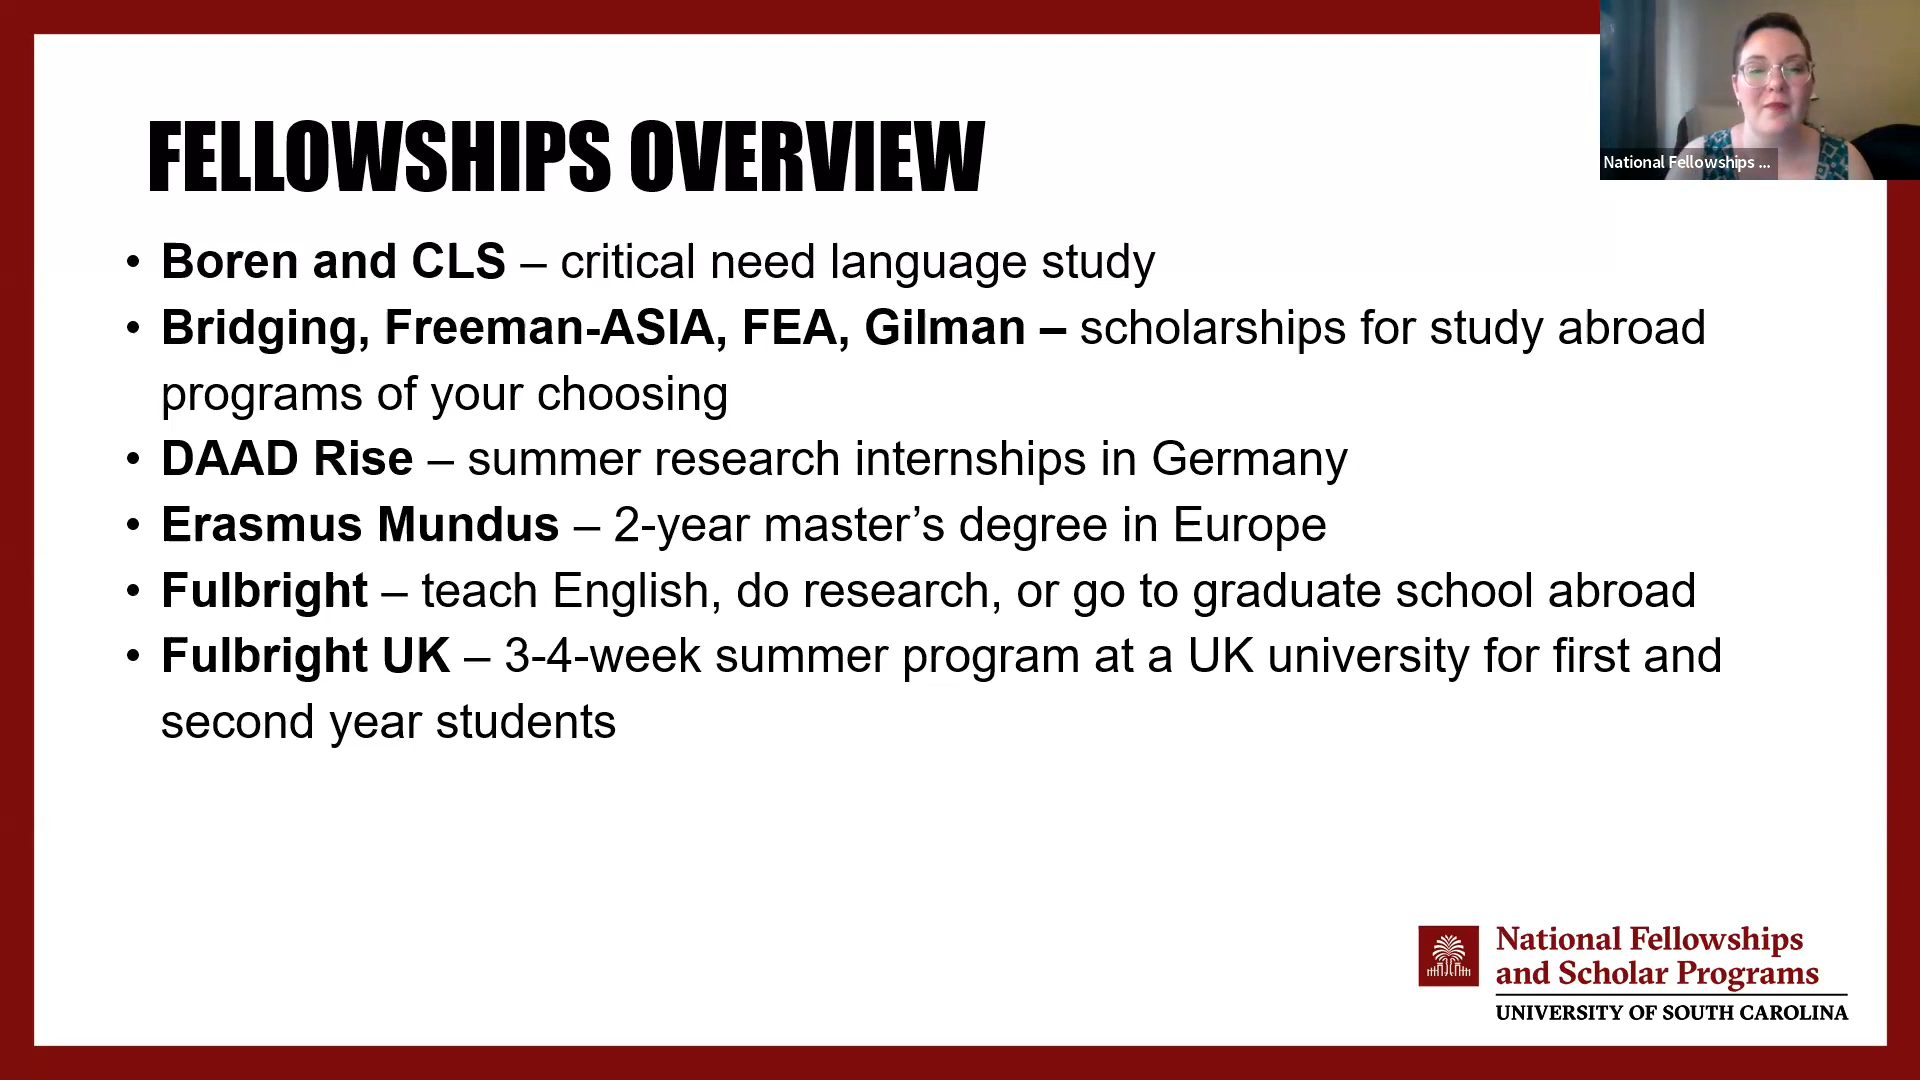 FELLOWSHIPS OVERVIEW
National Fellowships ...
• Boren and CLS – critical need language study
• Bridging, Freeman-ASIA, FEA, Gilman – scholarships for study abroad
programs of your choosing
• DAAD Rise – summer research internships in Germany
• Erasmus Mundus – 2-year master’s degree in Europe
• Fulbright – teach English, do research, or go to graduate school abroad
• Fulbright UK – 3-4-week summer program at a UK university for first and
second year students
National Fellowships
and Scholar Programs
UNIVERSITY OF SOUTH CAROLINA